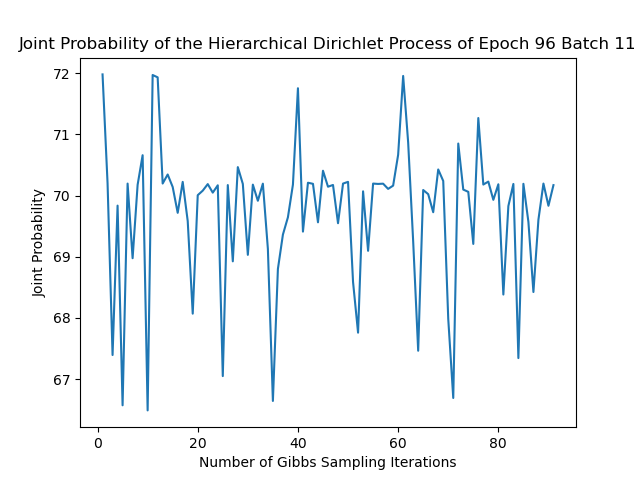 Joint Probability of the Hierarchical Dirichlet Process of Epoch 96 Batch 11
72
71
70
69
68
67
Joint Probability
0 20 40 60 80
Number of Gibbs Sampling Iterations